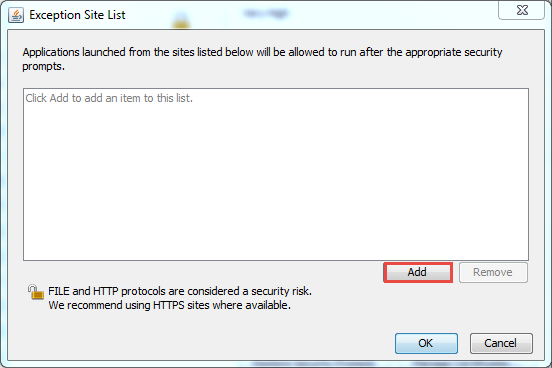 Exception Site List
Applications launched from the sites listed below will be allowed to run after the appropriate security
prompts.
Click Add to add an item to this list.
Add
Remove
FILE and HTTP protocols are considered a security risk.
We recommend using HTTPS sites where available.
OK
Cancel